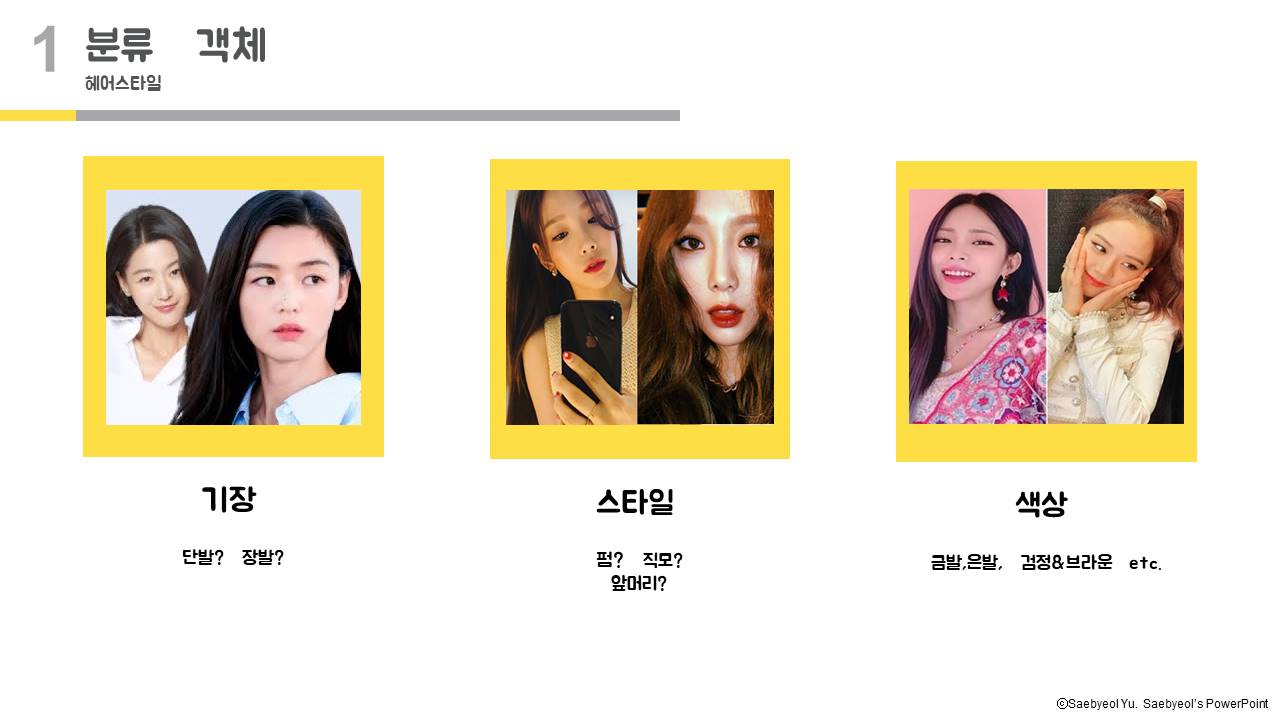 1
분류 객체
헤어스타일
기장
단발? 장발?
스타일
펌? 직모?
앞머리?
색상
금발,은발, 검정&브라운 etc.
ⓒSaebyeol Yu. Saebyeol's PowerPoint